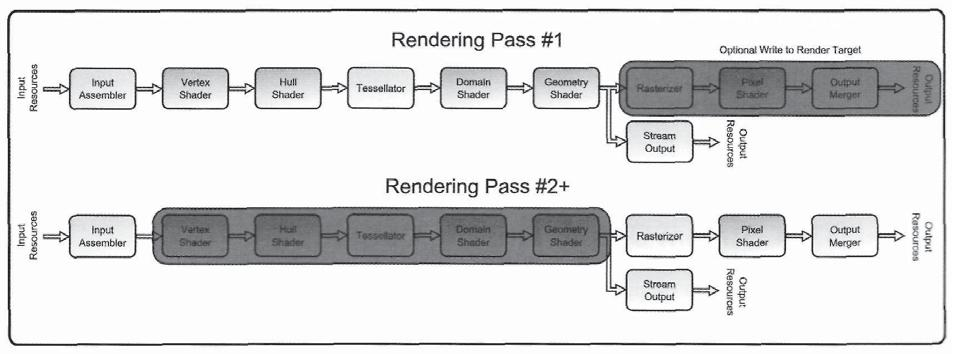 Rendering Pass #1
Optional Write to Render Target
Input
Resources
Input
Assembler
Vertex
Shader
Hull
Shader
Tessellator
Domain
Shader
Geometry
Shader
Rasterizer
Pixel
Shader
Output
Merger
Output
Resources
Stream
Output
Output
Resources
Rendering Pass #2+
Input
Resources
Input
Assembler
Vertex
Shader
Hull
Shader
Tessellator
Domain
Shader
Geometry
Shader
Rasterizer
Pixel
Shader
Output
Merger
Output
Resources
Stream
Output
Output
Resources